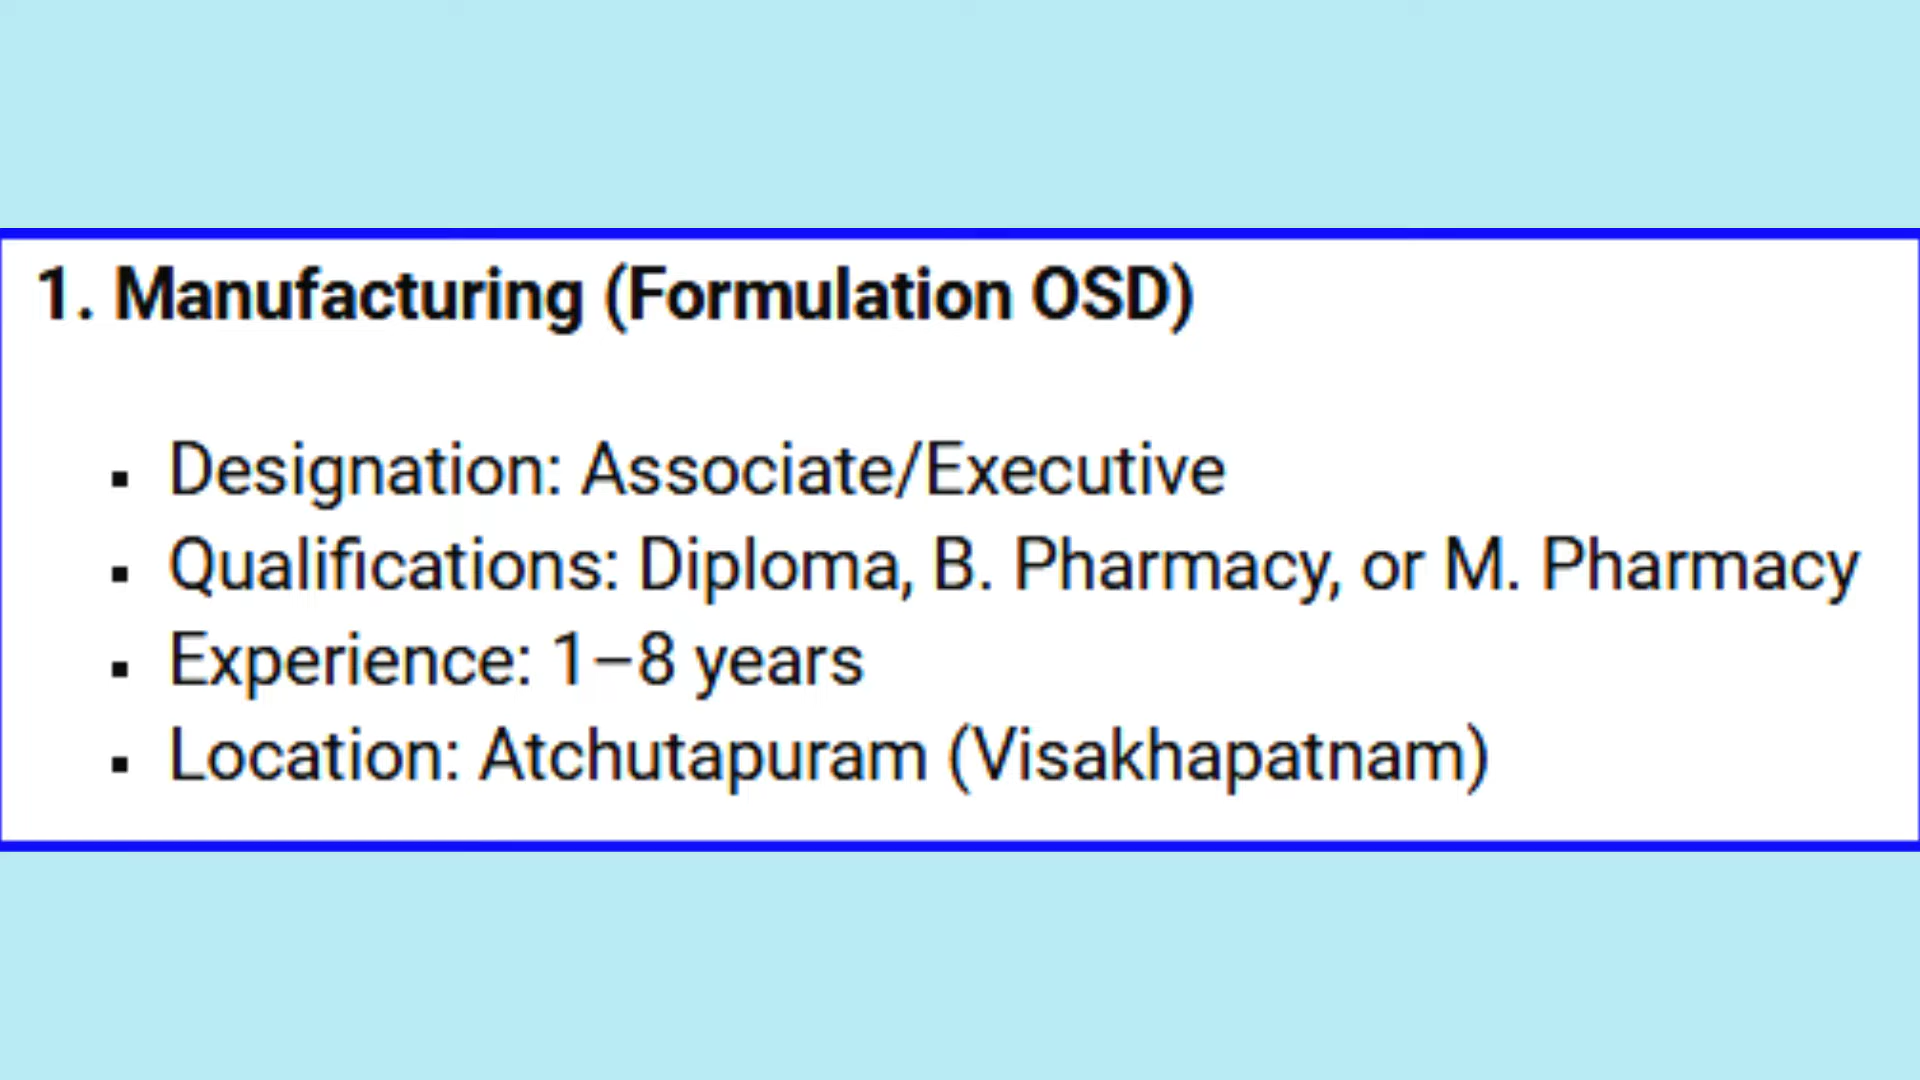 1. Manufacturing (Formulation OSD)
▪ Designation: Associate/Executive
▪ Qualifications: Diploma, B. Pharmacy, or M. Pharmacy
▪ Experience: 1–8 years
▪ Location: Atchutapuram (Visakhapatnam)